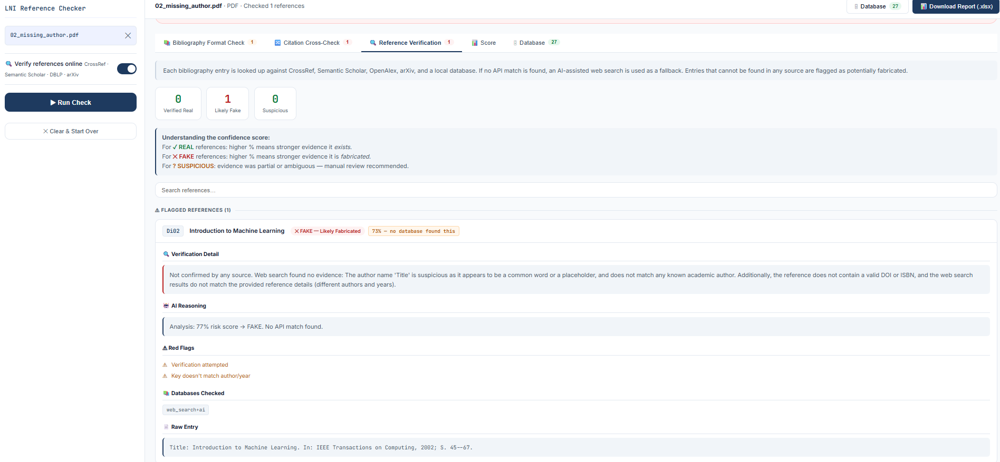 LNI Reference Checker
02_missing_author.pdf
Verify references online CrossRef ·
Semantic Scholar · DBLP · arXiv
Run Check
Clear & Start Over
02_missing_author.pdf · PDF · Checked 1 references
Database 27
Download Report (.xlsx)
Bibliography Format Check 1
Citation Cross-Check 1
Reference Verification 1
Score
Database 27
Each bibliography entry is looked up against CrossRef, Semantic Scholar, OpenAlex, arXiv, and a local database. If no API match is found, an AI-assisted web search is used as a fallback. Entries that cannot be found in any source are flagged as potentially fabricated.
0
Verified Real
1
Likely Fake
0
Suspicious
Understanding the confidence score:
For ✓ REAL references: higher % means stronger evidence it exists.
For ✕ FAKE references: higher % means stronger evidence it is fabricated.
For ? SUSPICIOUS: evidence was partial or ambiguous — manual review recommended.
Search references...
⚠ FLAGGED REFERENCES (1)
Di02 Introduction to Machine Learning ✕ FAKE — Likely Fabricated 73% — no database found this
Verification Detail
Not confirmed by any source. Web search found no evidence: The author name 'Title' is suspicious as it appears to be a common word or a placeholder, and does not match any known academic author. Additionally, the reference does not contain a valid DOI or ISBN, and the web search
results do not match the provided reference details (different authors and years).
AI Reasoning
Analysis: 77% risk score → FAKE. No API match found.
⚠ Red Flags
⚠ Verification attempted
⚠ Key doesn't match author/year
Databases Checked
web_search+ai
Raw Entry
Title: Introduction to Machine Learning. In: IEEE Transactions on Computing, 2002; S. 45--67.